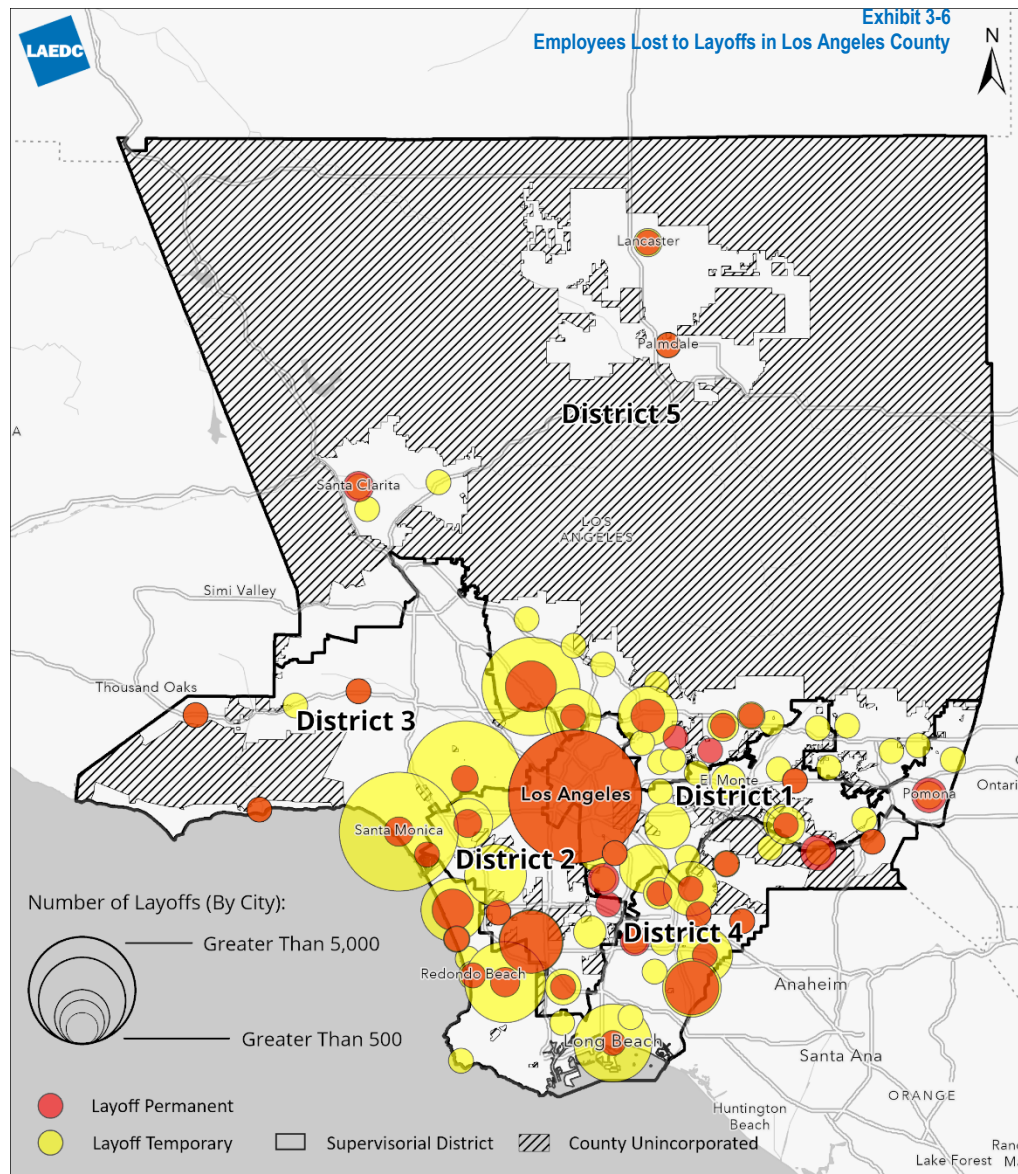 Exhibit 3-6
Employees Lost to Layoffs in Los Angeles County
LAEDC
N
Lancaster
Palmdale
District 5
A
Santa Clarita
LOS
ANGELES
Simi Valley
Thousand Oaks
District 3
Los Angeles
El Monte
District 1
Pomona
Ontari
Santa Monica
District 2
Number of Layoffs (By City):
Greater Than 5,000
District 4
Redondo Beach
Anaheim
Greater Than 500
Long Beach
Santa Ana
ORANGE
Huntington
Beach
Layoff Permanent
Layoff Temporary
Supervisorial District
County Unincorporated
Lake Forest